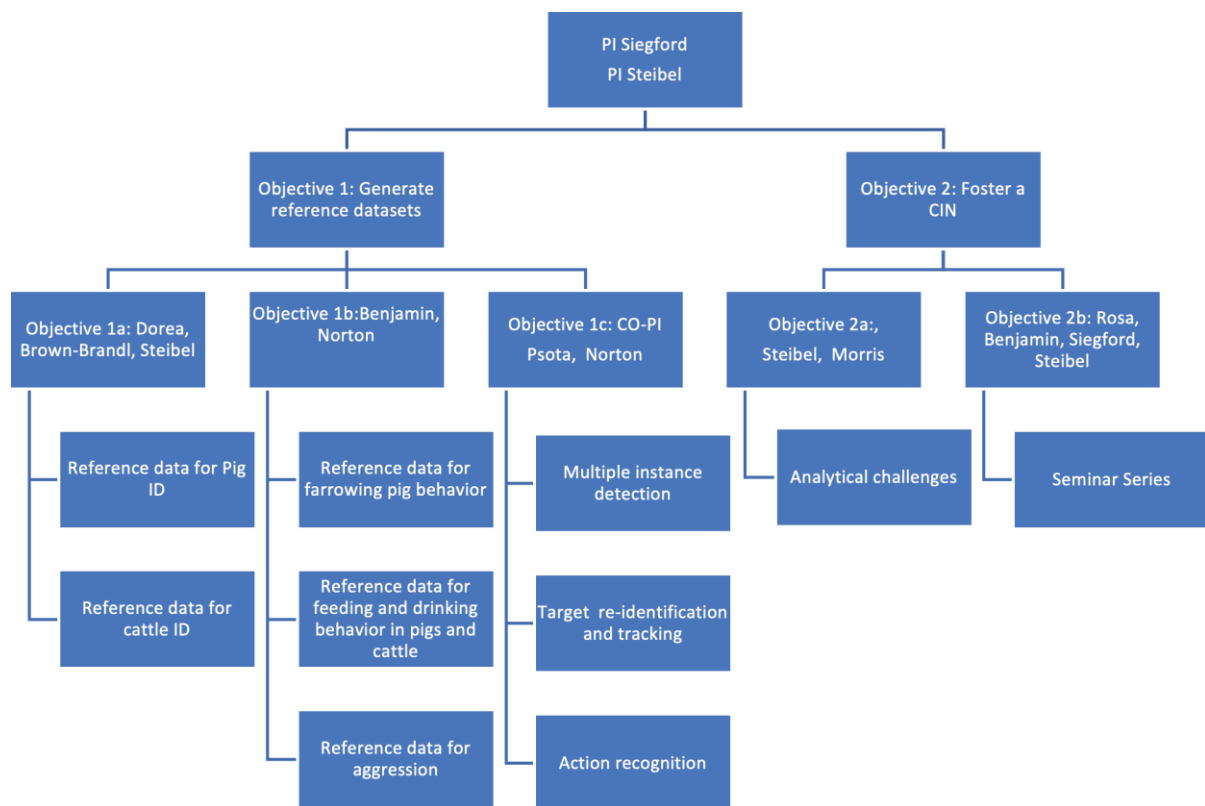 PI Siegford
PI Steibel
Objective 1: Generate
reference datasets
Objective 2: Foster a
CIN
Objective 1a: Dorea,
Brown-Brandl, Steibel
Objective 1b:Benjamin,
Norton
Objective 1c: CO-PI
Psota, Norton
Objective 2a:,
Steibel, Morris
Objective 2b: Rosa,
Benjamin, Siegford,
Steibel
Reference data for Pig
ID
Reference data for
cattle ID
Reference data for
farrowing pig behavior
Reference data for
feeding and drinking
behavior in pigs and
cattle
Reference data for
aggression
Multiple instance
detection
Target re-identification
and tracking
Action recognition
Analytical challenges
Seminar Series